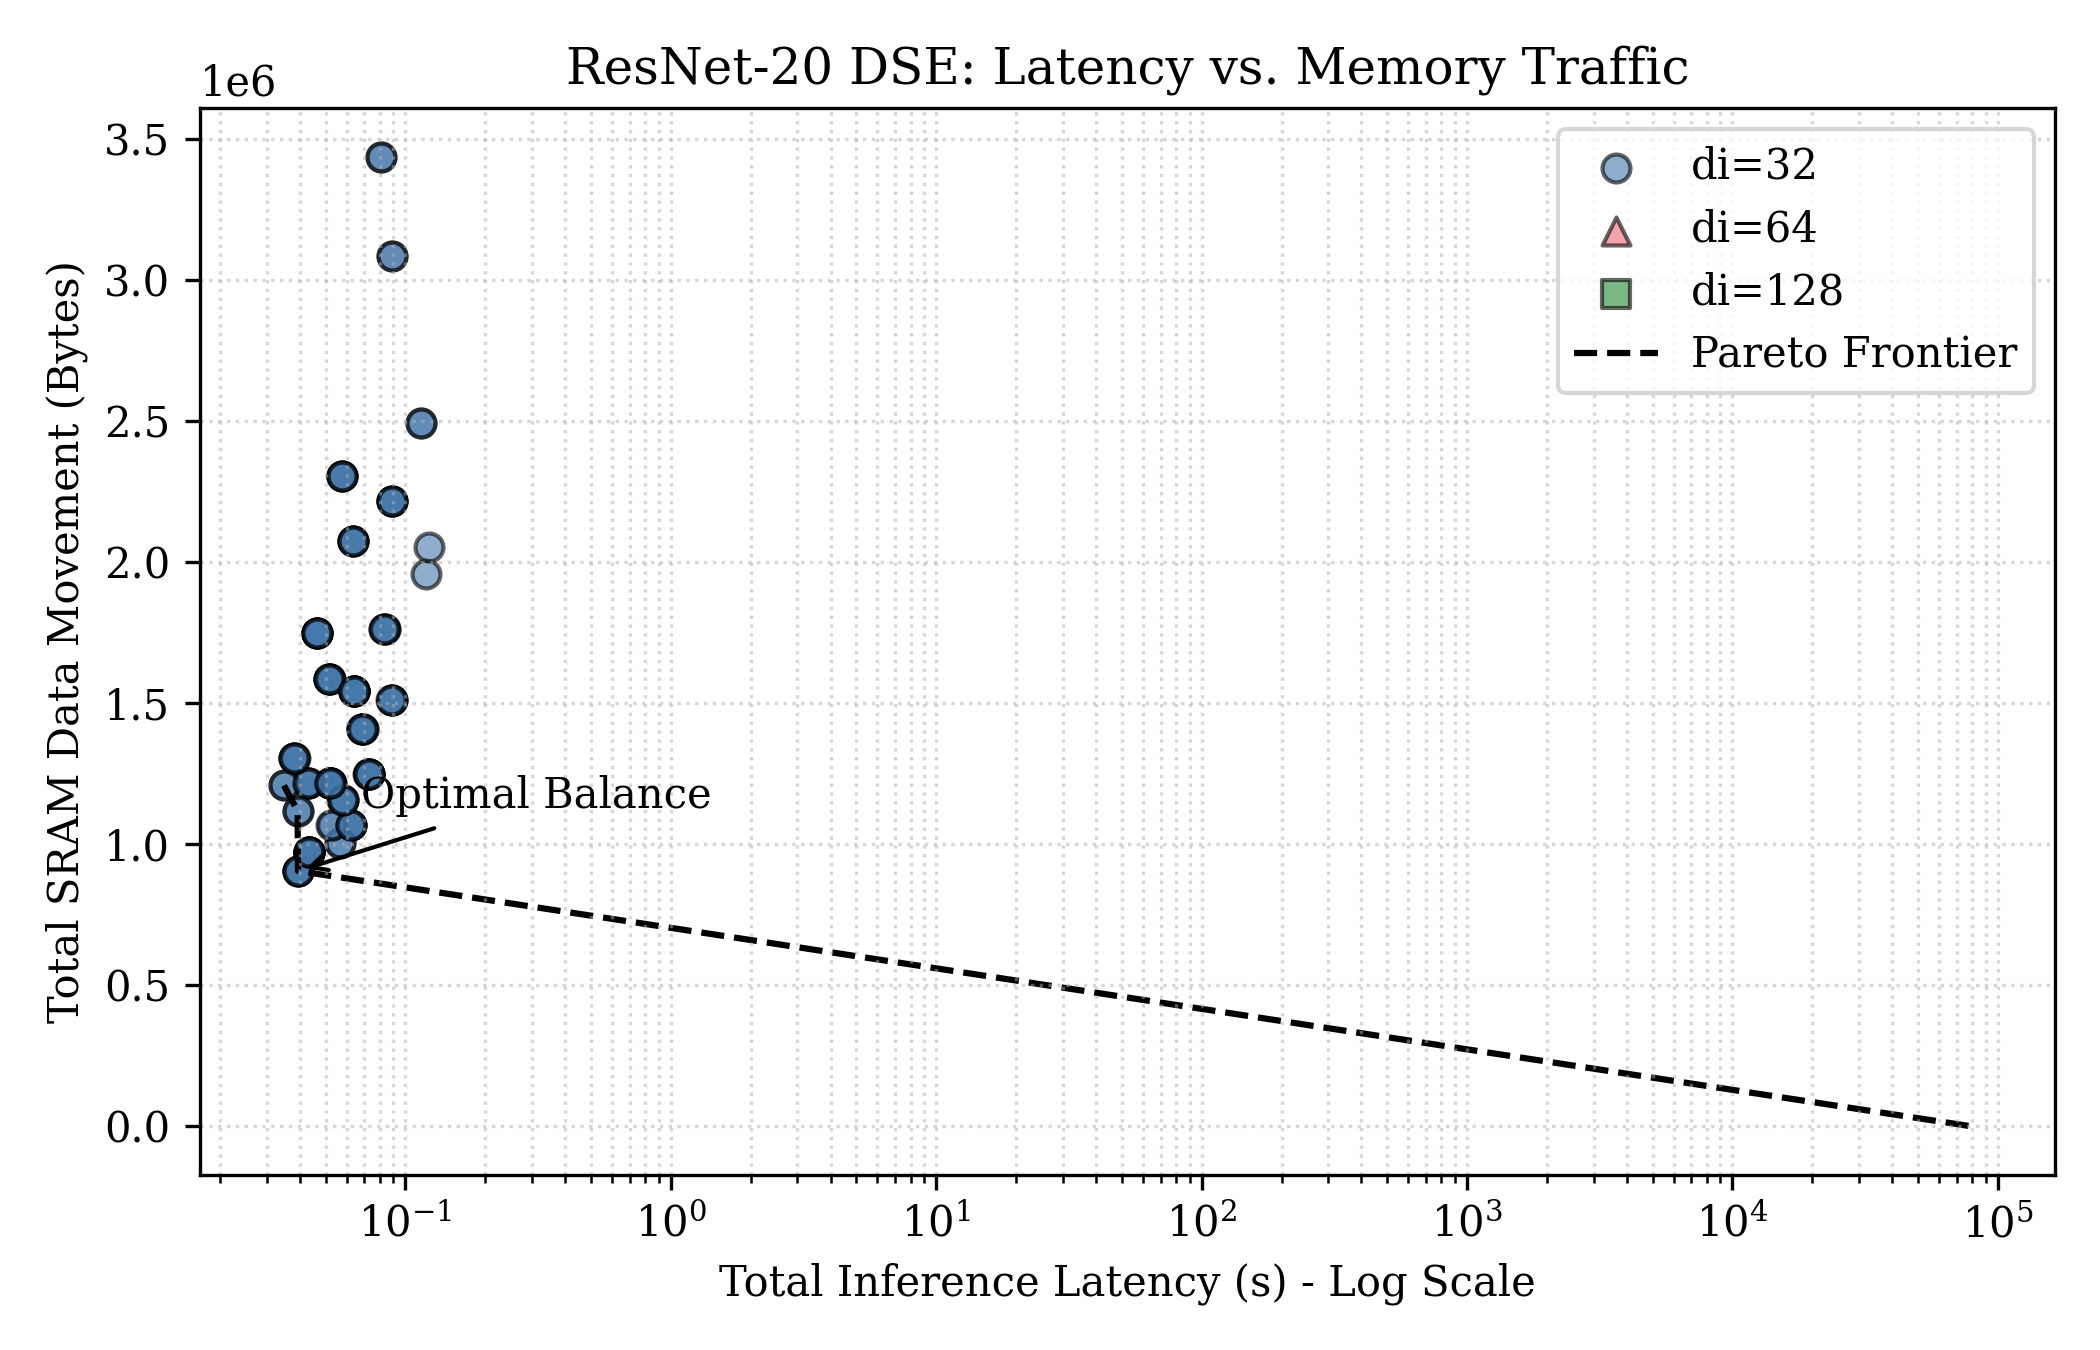 ResNet-20 DSE: Latency vs. Memory Traffic
1e6
3.5
3.0
2.5
2.0
1.5
1.0
0.5
0.0
Total SRAM Data Movement (Bytes)
di=32
di=64
di=128
Pareto Frontier
Optimal Balance
10⁻¹
10⁰
10¹
10²
10³
10⁴
10⁵
Total Inference Latency (s) - Log Scale